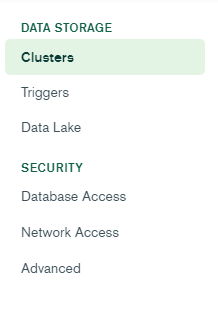 DATA STORAGE
Clusters
Triggers
Data Lake
SECURITY
Database Access
Network Access
Advanced